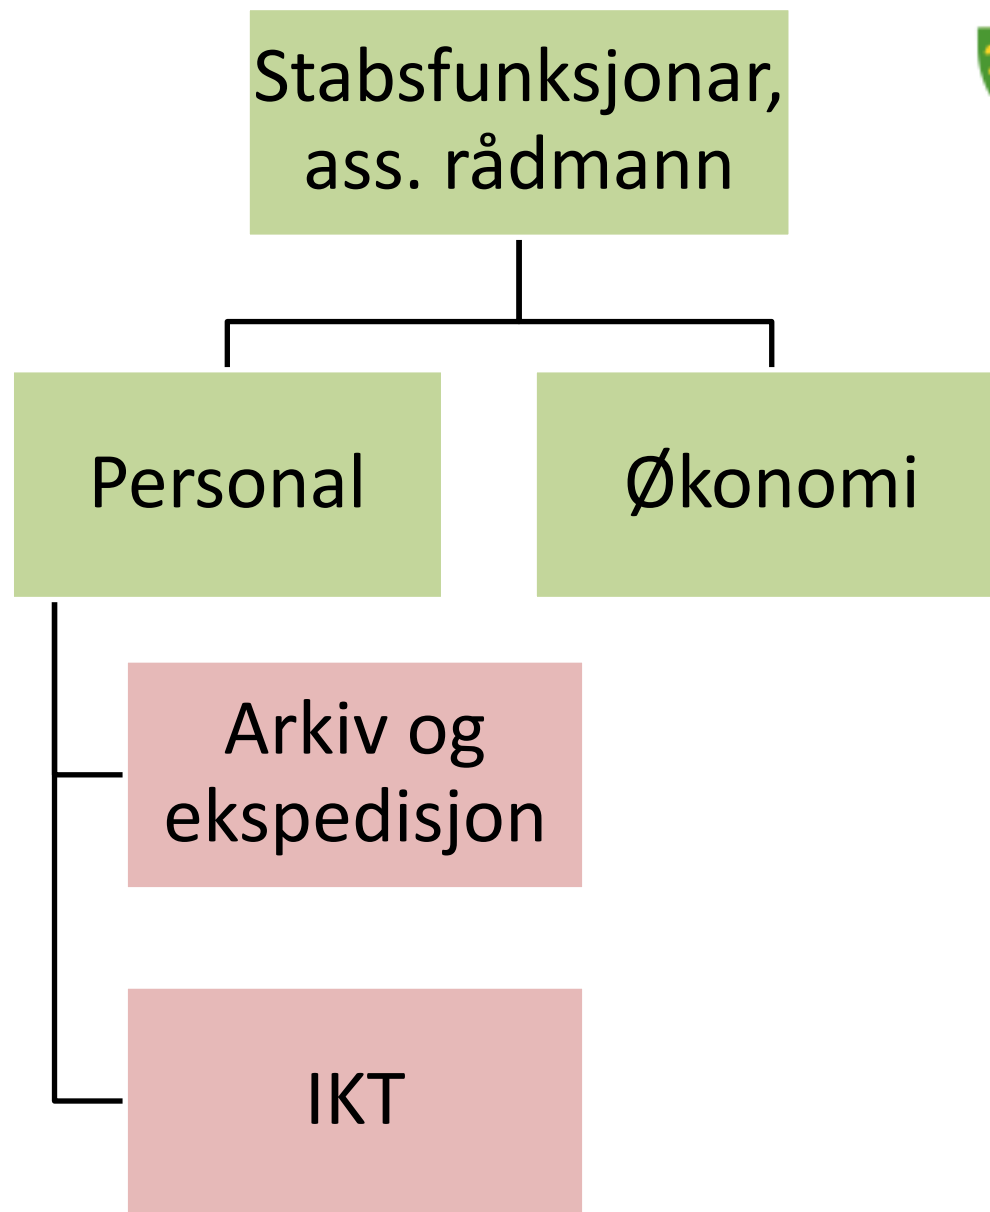 Stabsfunksjonar,
ass. rådmann
Personal
Økonomi
Arkiv og
ekspedisjon
IKT